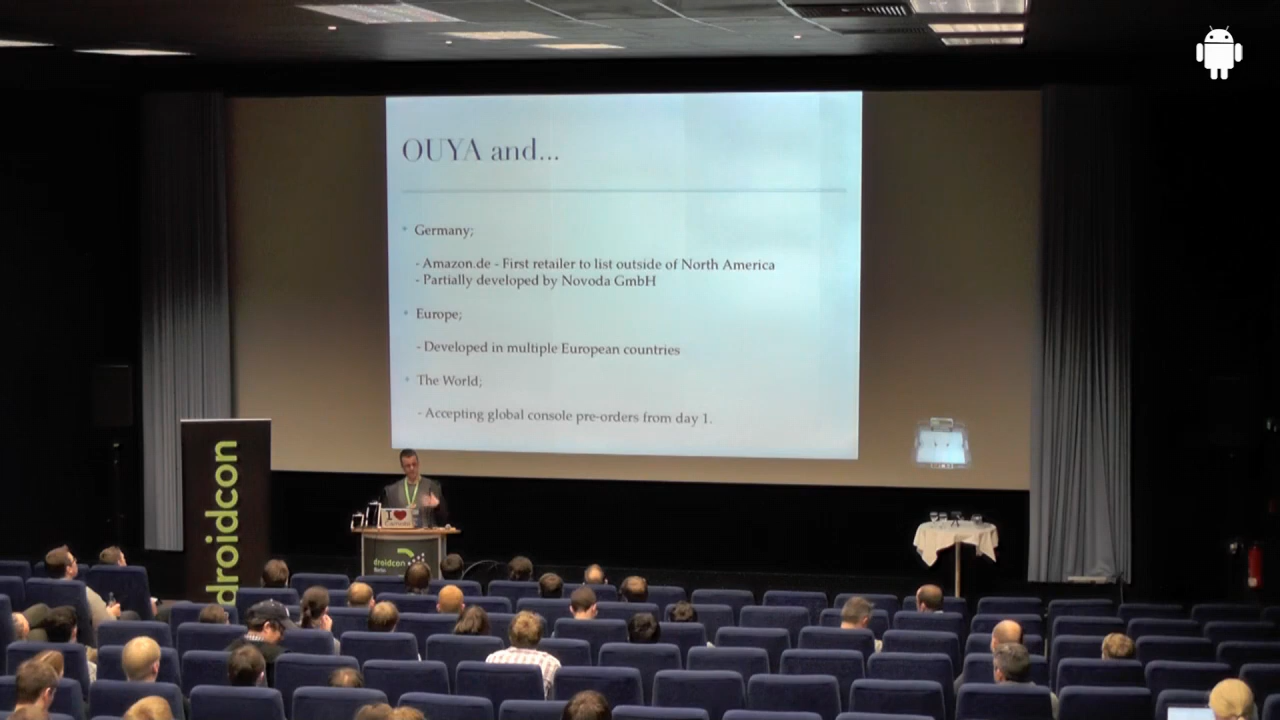 OUYA and...
Germany;
- Amazon.de - First retailer to list outside of North America
- Partially developed by Novoda GmbH
Europe;
- Developed in multiple European countries
The World;
- Accepting global console pre-orders from day 1.
droidcon
I
droidcon